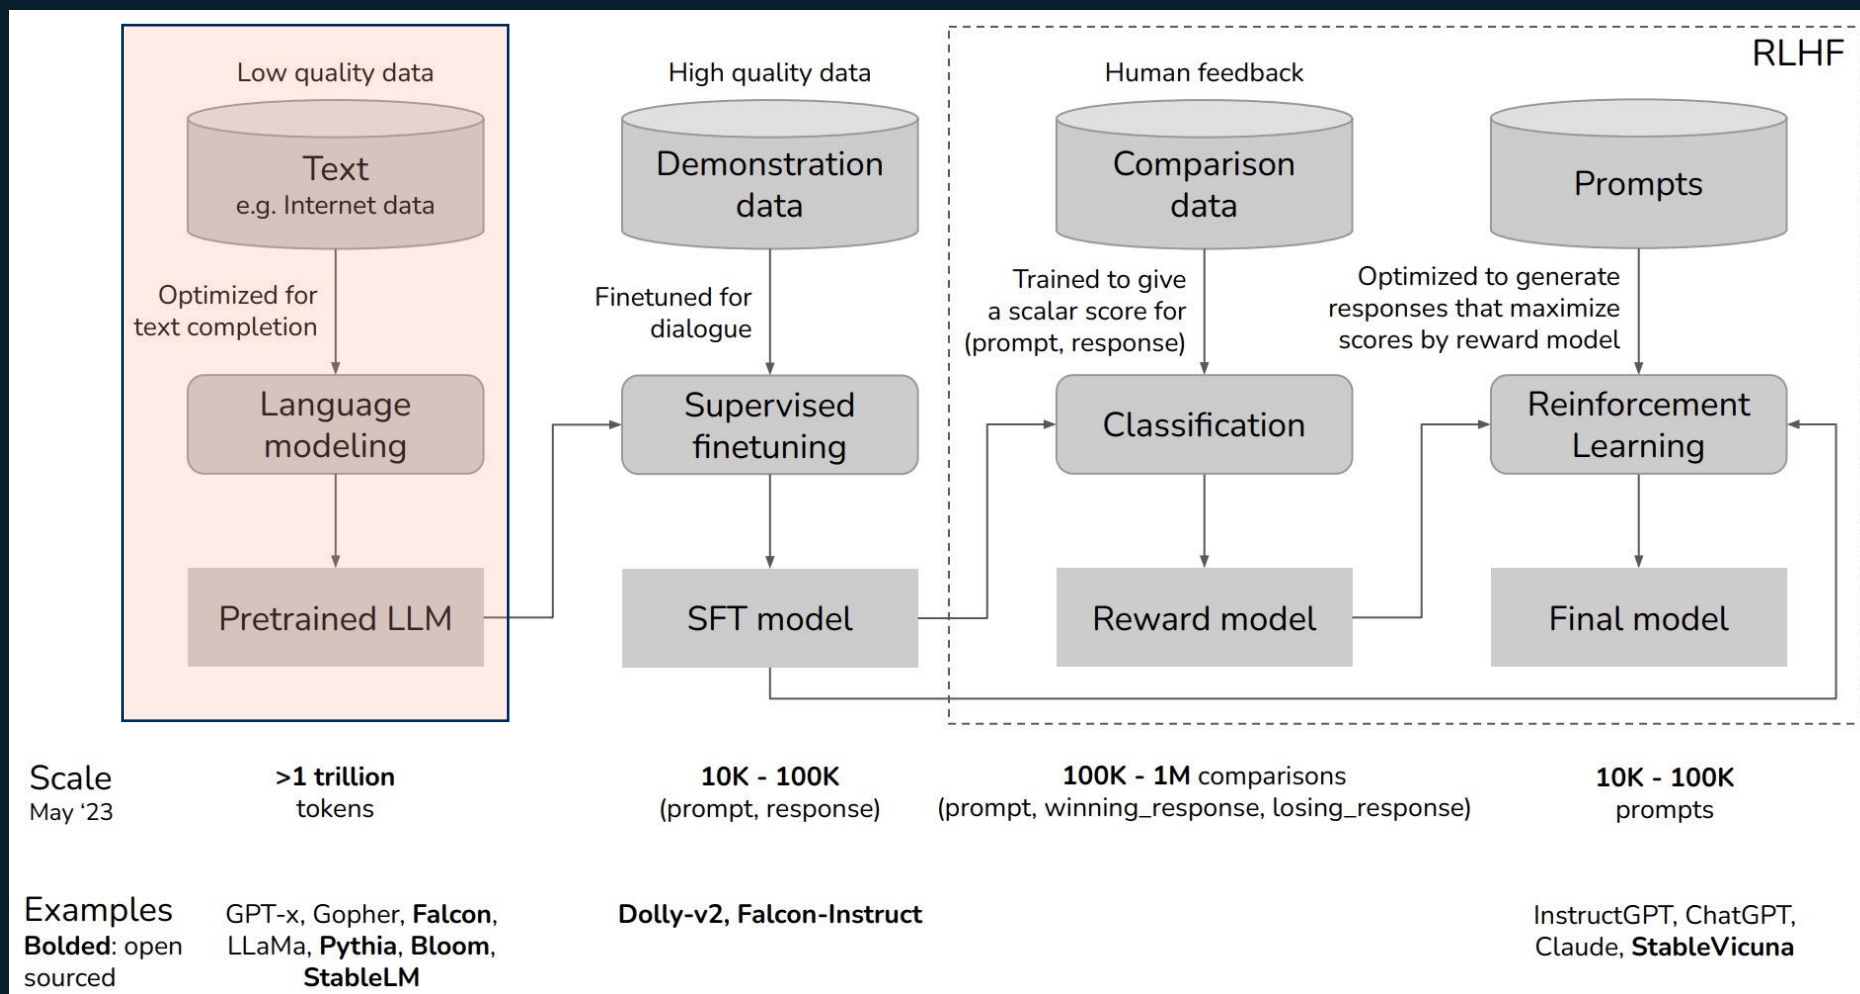 RLHF
Low quality data
Text
e.g. Internet data
Optimized for
text completion
Language
modeling
Pretrained LLM
High quality data
Demonstration
data
Finetuned for
dialogue
Supervised
finetuning
SFT model
Human feedback
Comparison
data
Trained to give
a scalar score for
(prompt, response)
Classification
Reward model
Prompts
Optimized to generate
responses that maximize
scores by reward model
Reinforcement
Learning
Final model
Scale
May ‘23
>1 trillion
tokens
10K - 100K
(prompt, response)
100K - 1M comparisons
(prompt, winning_response, losing_response)
10K - 100K
prompts
Examples
Bolded: open
sourced
GPT-x, Gopher, Falcon,
LLaMa, Pythia, Bloom,
StableLM
Dolly-v2, Falcon-Instruct
InstructGPT, ChatGPT,
Claude, StableVicuna